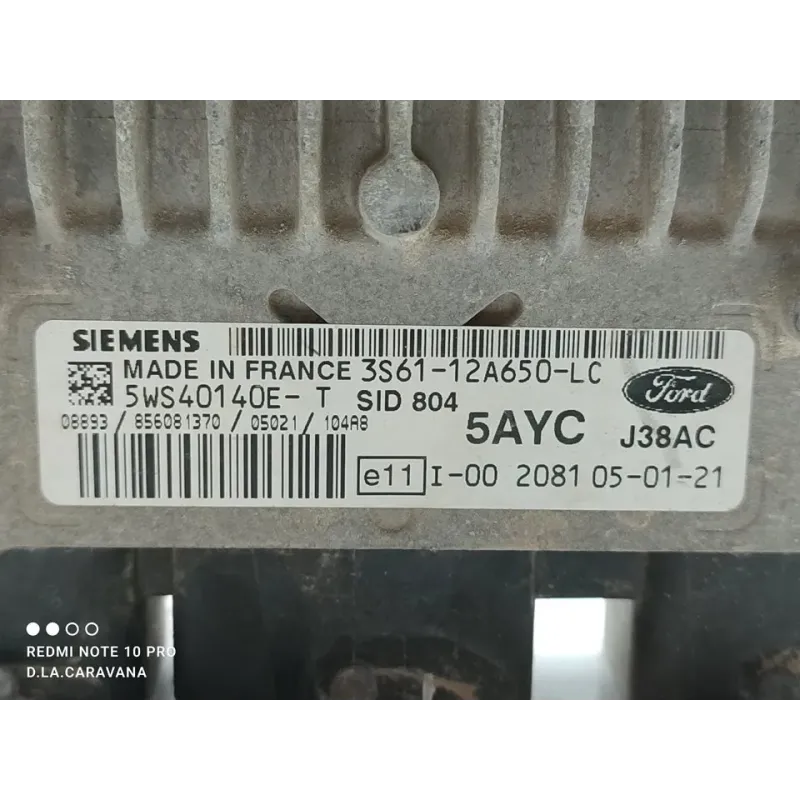 SIEMENS
MADE IN FRANCE 3S61-12A650-LC
5WS40140E- T SID 804
Ford
08893 / 856081370 / 05021 / 104A8
5AYC J38AC
e11 I-00 2081 05-01-21
REDMI NOTE 10 PRO
D.LA.CARAVANA